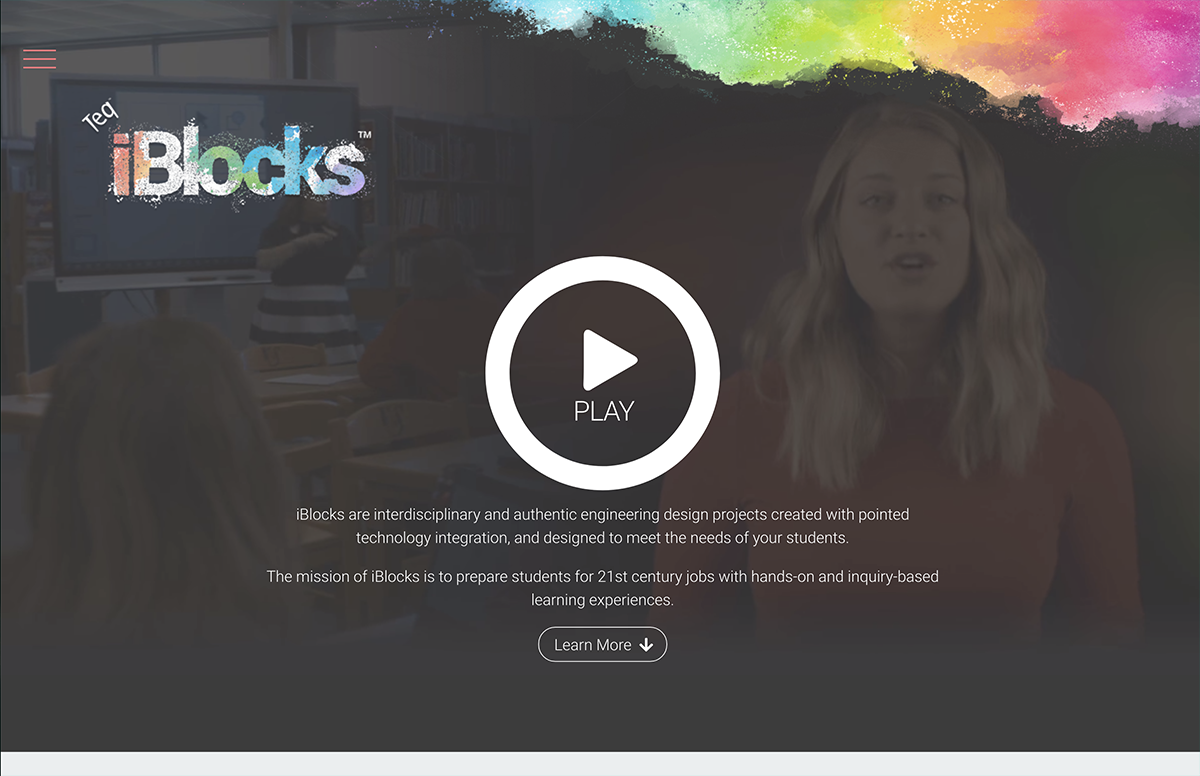 Teq
iBlocks™
PLAY
iBlocks are interdisciplinary and authentic engineering design projects created with pointed
technology integration, and designed to meet the needs of your students.
The mission of iBlocks is to prepare students for 21st century jobs with hands-on and inquiry-based
learning experiences.
Learn More